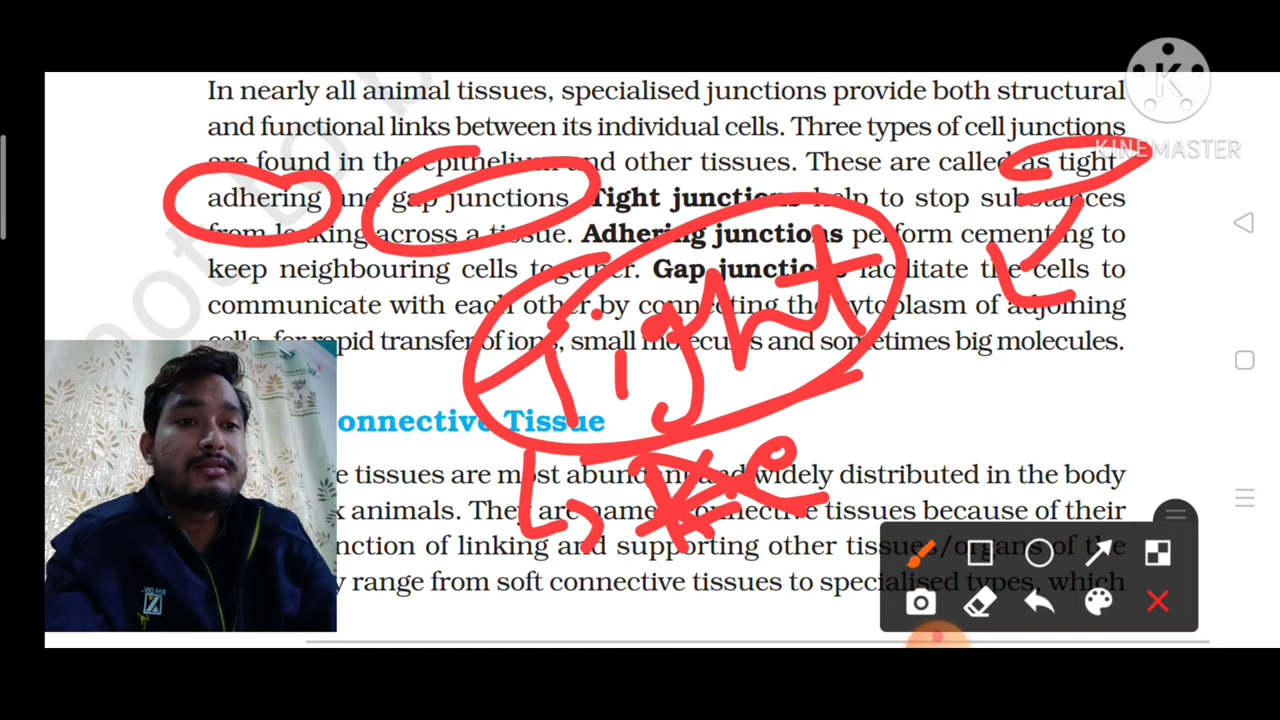 In nearly all animal tissues, specialised junctions provide both structural
and functional links between its individual cells. Three types of cell junctions
are found in the epithelium and other tissues. These are called as tight,
adhering and gap junctions. Tight junctions help to stop substances
from leaking across a tissue. Adhering junctions perform cementing to
keep neighbouring cells together. Gap junctions facilitate the cells to
communicate with each other by connecting the cytoplasm of adjoining
cells, for rapid transfer of ions, small molecules and sometimes big molecules.
Tight
onnective Tissue
e tissues are most abundant and widely distributed in the body
x animals. They are named connective tissues because of their
nction of linking and supporting other tissues/organs of the
y range from soft connective tissues to specialised types, which
not to b
K
KINEMASTER